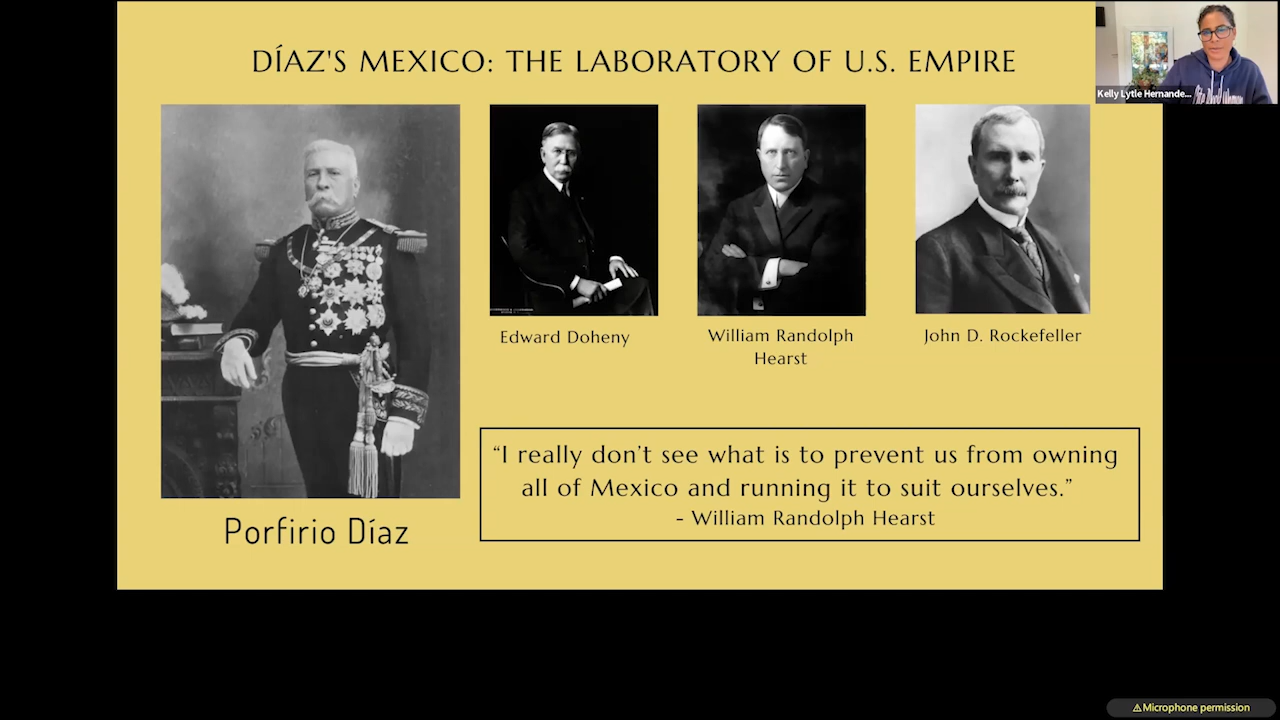 DÍAZ'S MEXICO: THE LABORATORY OF U.S. EMPIRE
Kelly Lytle Hernande...
Edward Doheny
William Randolph
Hearst
John D. Rockefeller
“I really don’t see what is to prevent us from owning
all of Mexico and running it to suit ourselves.”
- William Randolph Hearst
Porfirio Díaz
⚠Microphone permission